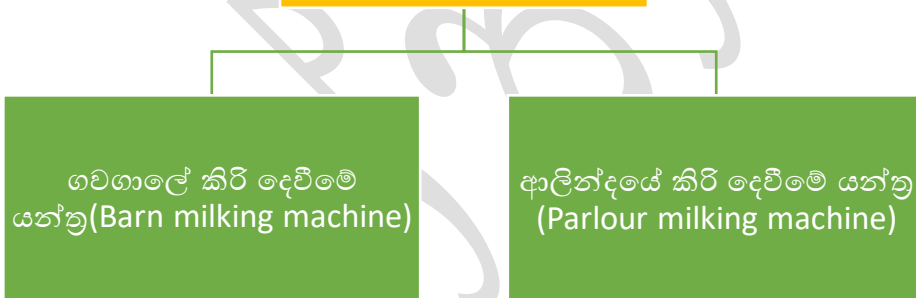 ගවගාලේ කිරි දෙවීමේ
යන්ත්‍ර(Barn milking machine)
ආලින්දයේ කිරි දෙවීමේ යන්ත්‍ර
(Parlour milking machine)